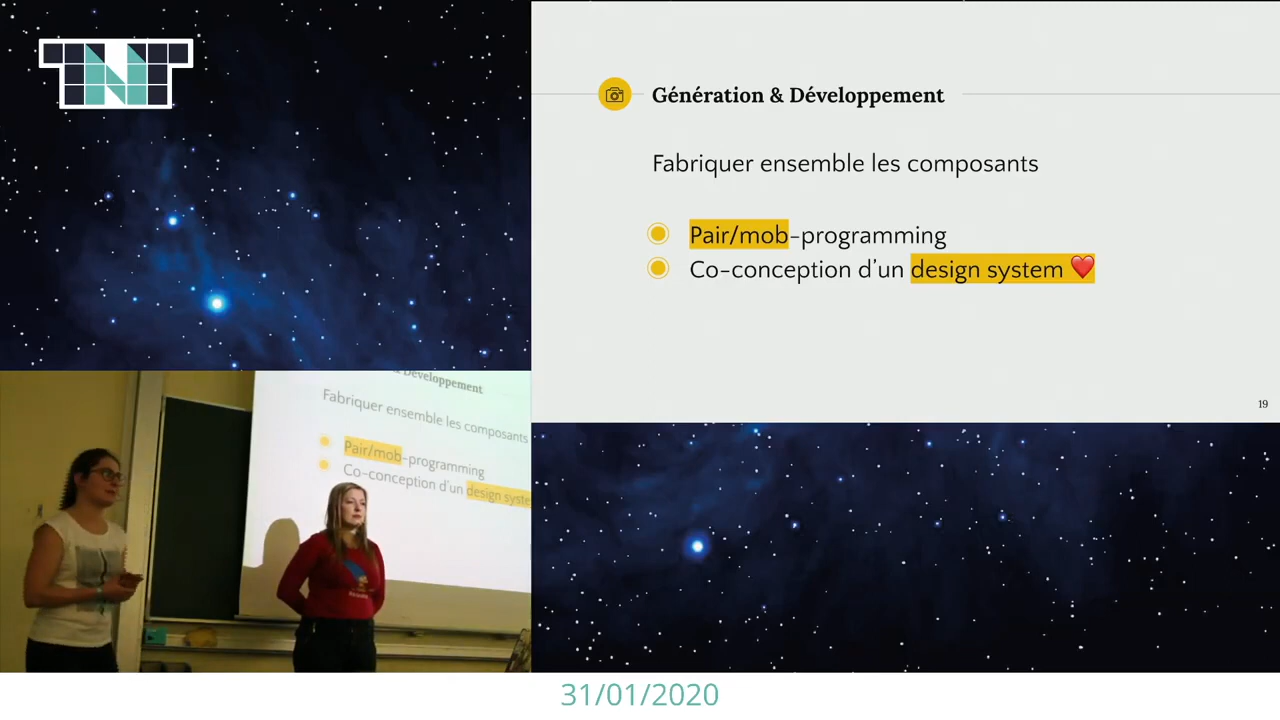 TNT
Génération & Développement
Fabriquer ensemble les composants
Pair/mob-programming
Co-conception d'un design system ❤️
19
& Développement
Fabriquer ensemble les composants
Pair/mob-programming
Co-conception d'un design syste
31/01/2020